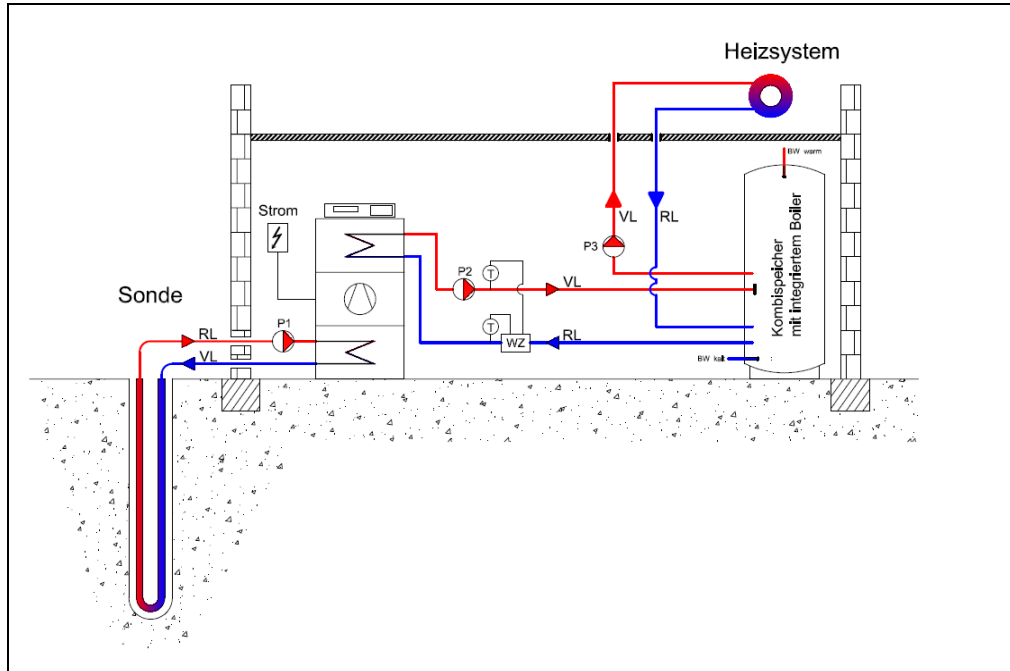 Heizsystem
BW warm
Strom
VL
RL
P3
Kombispeicher
mit integriertem Boiler
P2
T
VL
Sonde
P1
RL
T
WZ
RL
VL
BW kalt